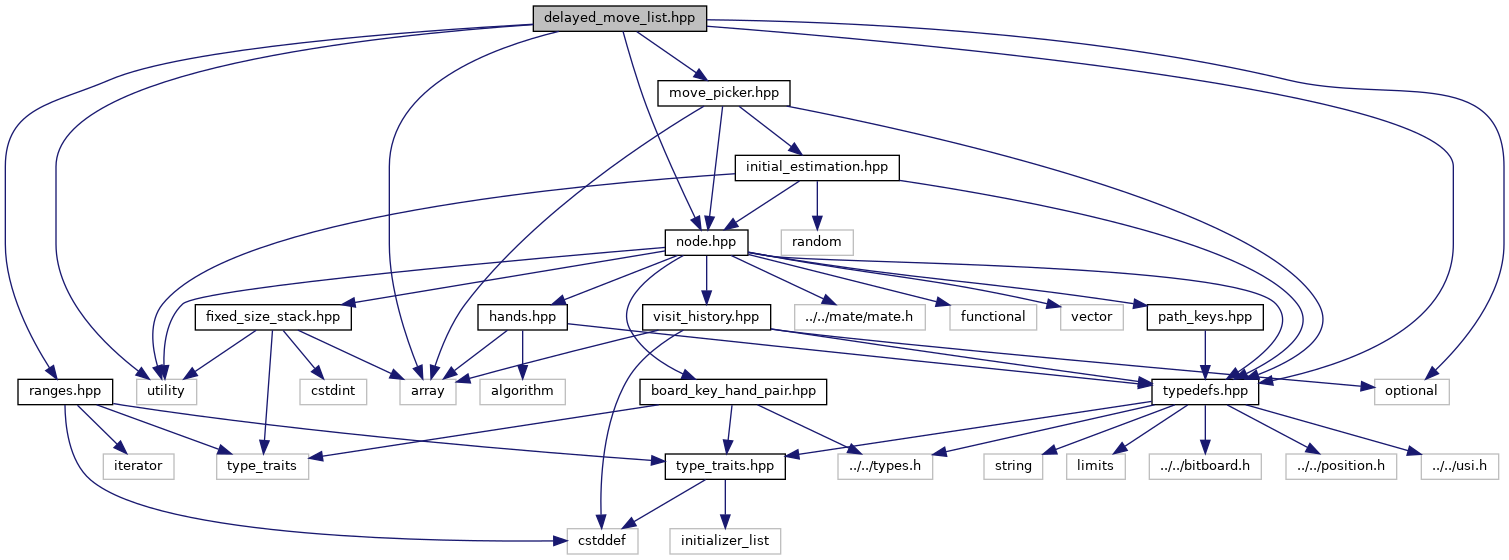 delayed_move_list.hpp
move_picker.hpp
initial_estimation.hpp
node.hpp
random
fixed_size_stack.hpp
hands.hpp
visit_history.hpp
../../mate/mate.h
functional
vector
path_keys.hpp
ranges.hpp
utility
cstdint
array
algorithm
board_key_hand_pair.hpp
typedefs.hpp
optional
iterator
type_traits
type_traits.hpp
../../types.h
string
limits
../../bitboard.h
../../position.h
../../usi.h
cstddef
initializer_list